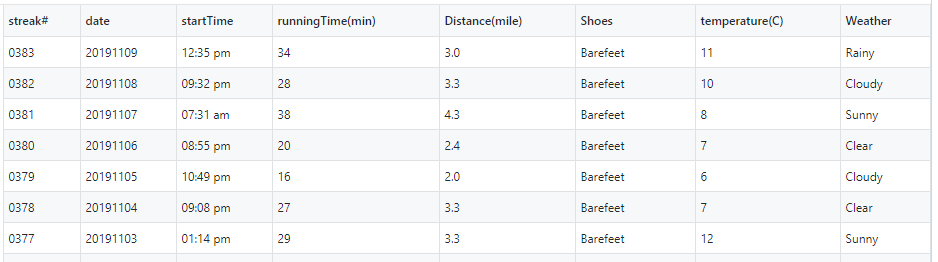 streak# date startTime runningTime(min) Distance(mile) Shoes temperature(C) Weather
0383 20191109 12:35 pm 34 3.0 Barefeet 11 Rainy
0382 20191108 09:32 pm 28 3.3 Barefeet 10 Cloudy
0381 20191107 07:31 am 38 4.3 Barefeet 8 Sunny
0380 20191106 08:55 pm 20 2.4 Barefeet 7 Clear
0379 20191105 10:49 pm 16 2.0 Barefeet 6 Cloudy
0378 20191104 09:08 pm 27 3.3 Barefeet 7 Clear
0377 20191103 01:14 pm 29 3.3 Barefeet 12 Sunny